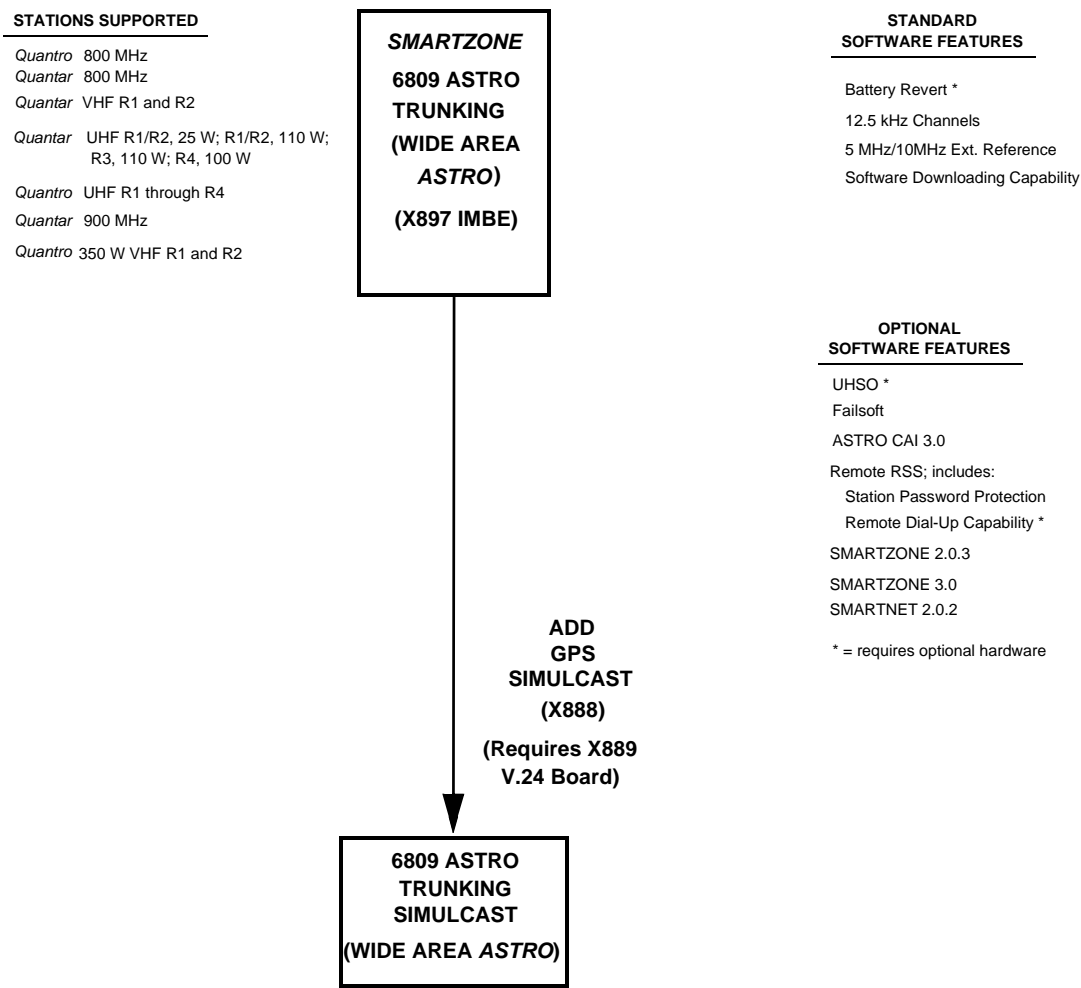 STATIONS SUPPORTED
Quantro 800 MHz
Quantar 800 MHz
Quantar VHF R1 and R2
Quantar UHF R1/R2, 25 W; R1/R2, 110 W;
R3, 110 W; R4, 100 W
Quantro UHF R1 through R4
Quantar 900 MHz
Quantro 350 W VHF R1 and R2
SMARTZONE
6809 ASTRO
TRUNKING
(WIDE AREA
ASTRO)
(X897 IMBE)
STANDARD
SOFTWARE FEATURES
Battery Revert *
12.5 kHz Channels
5 MHz/10MHz Ext. Reference
Software Downloading Capability
OPTIONAL
SOFTWARE FEATURES
UHSO *
Failsoft
ASTRO CAI 3.0
Remote RSS; includes:
Station Password Protection
Remote Dial-Up Capability *
SMARTZONE 2.0.3
SMARTZONE 3.0
SMARTNET 2.0.2
* = requires optional hardware
ADD
GPS
SIMULCAST
(X888)
(Requires X889
V.24 Board)
6809 ASTRO
TRUNKING
SIMULCAST
(WIDE AREA ASTRO)